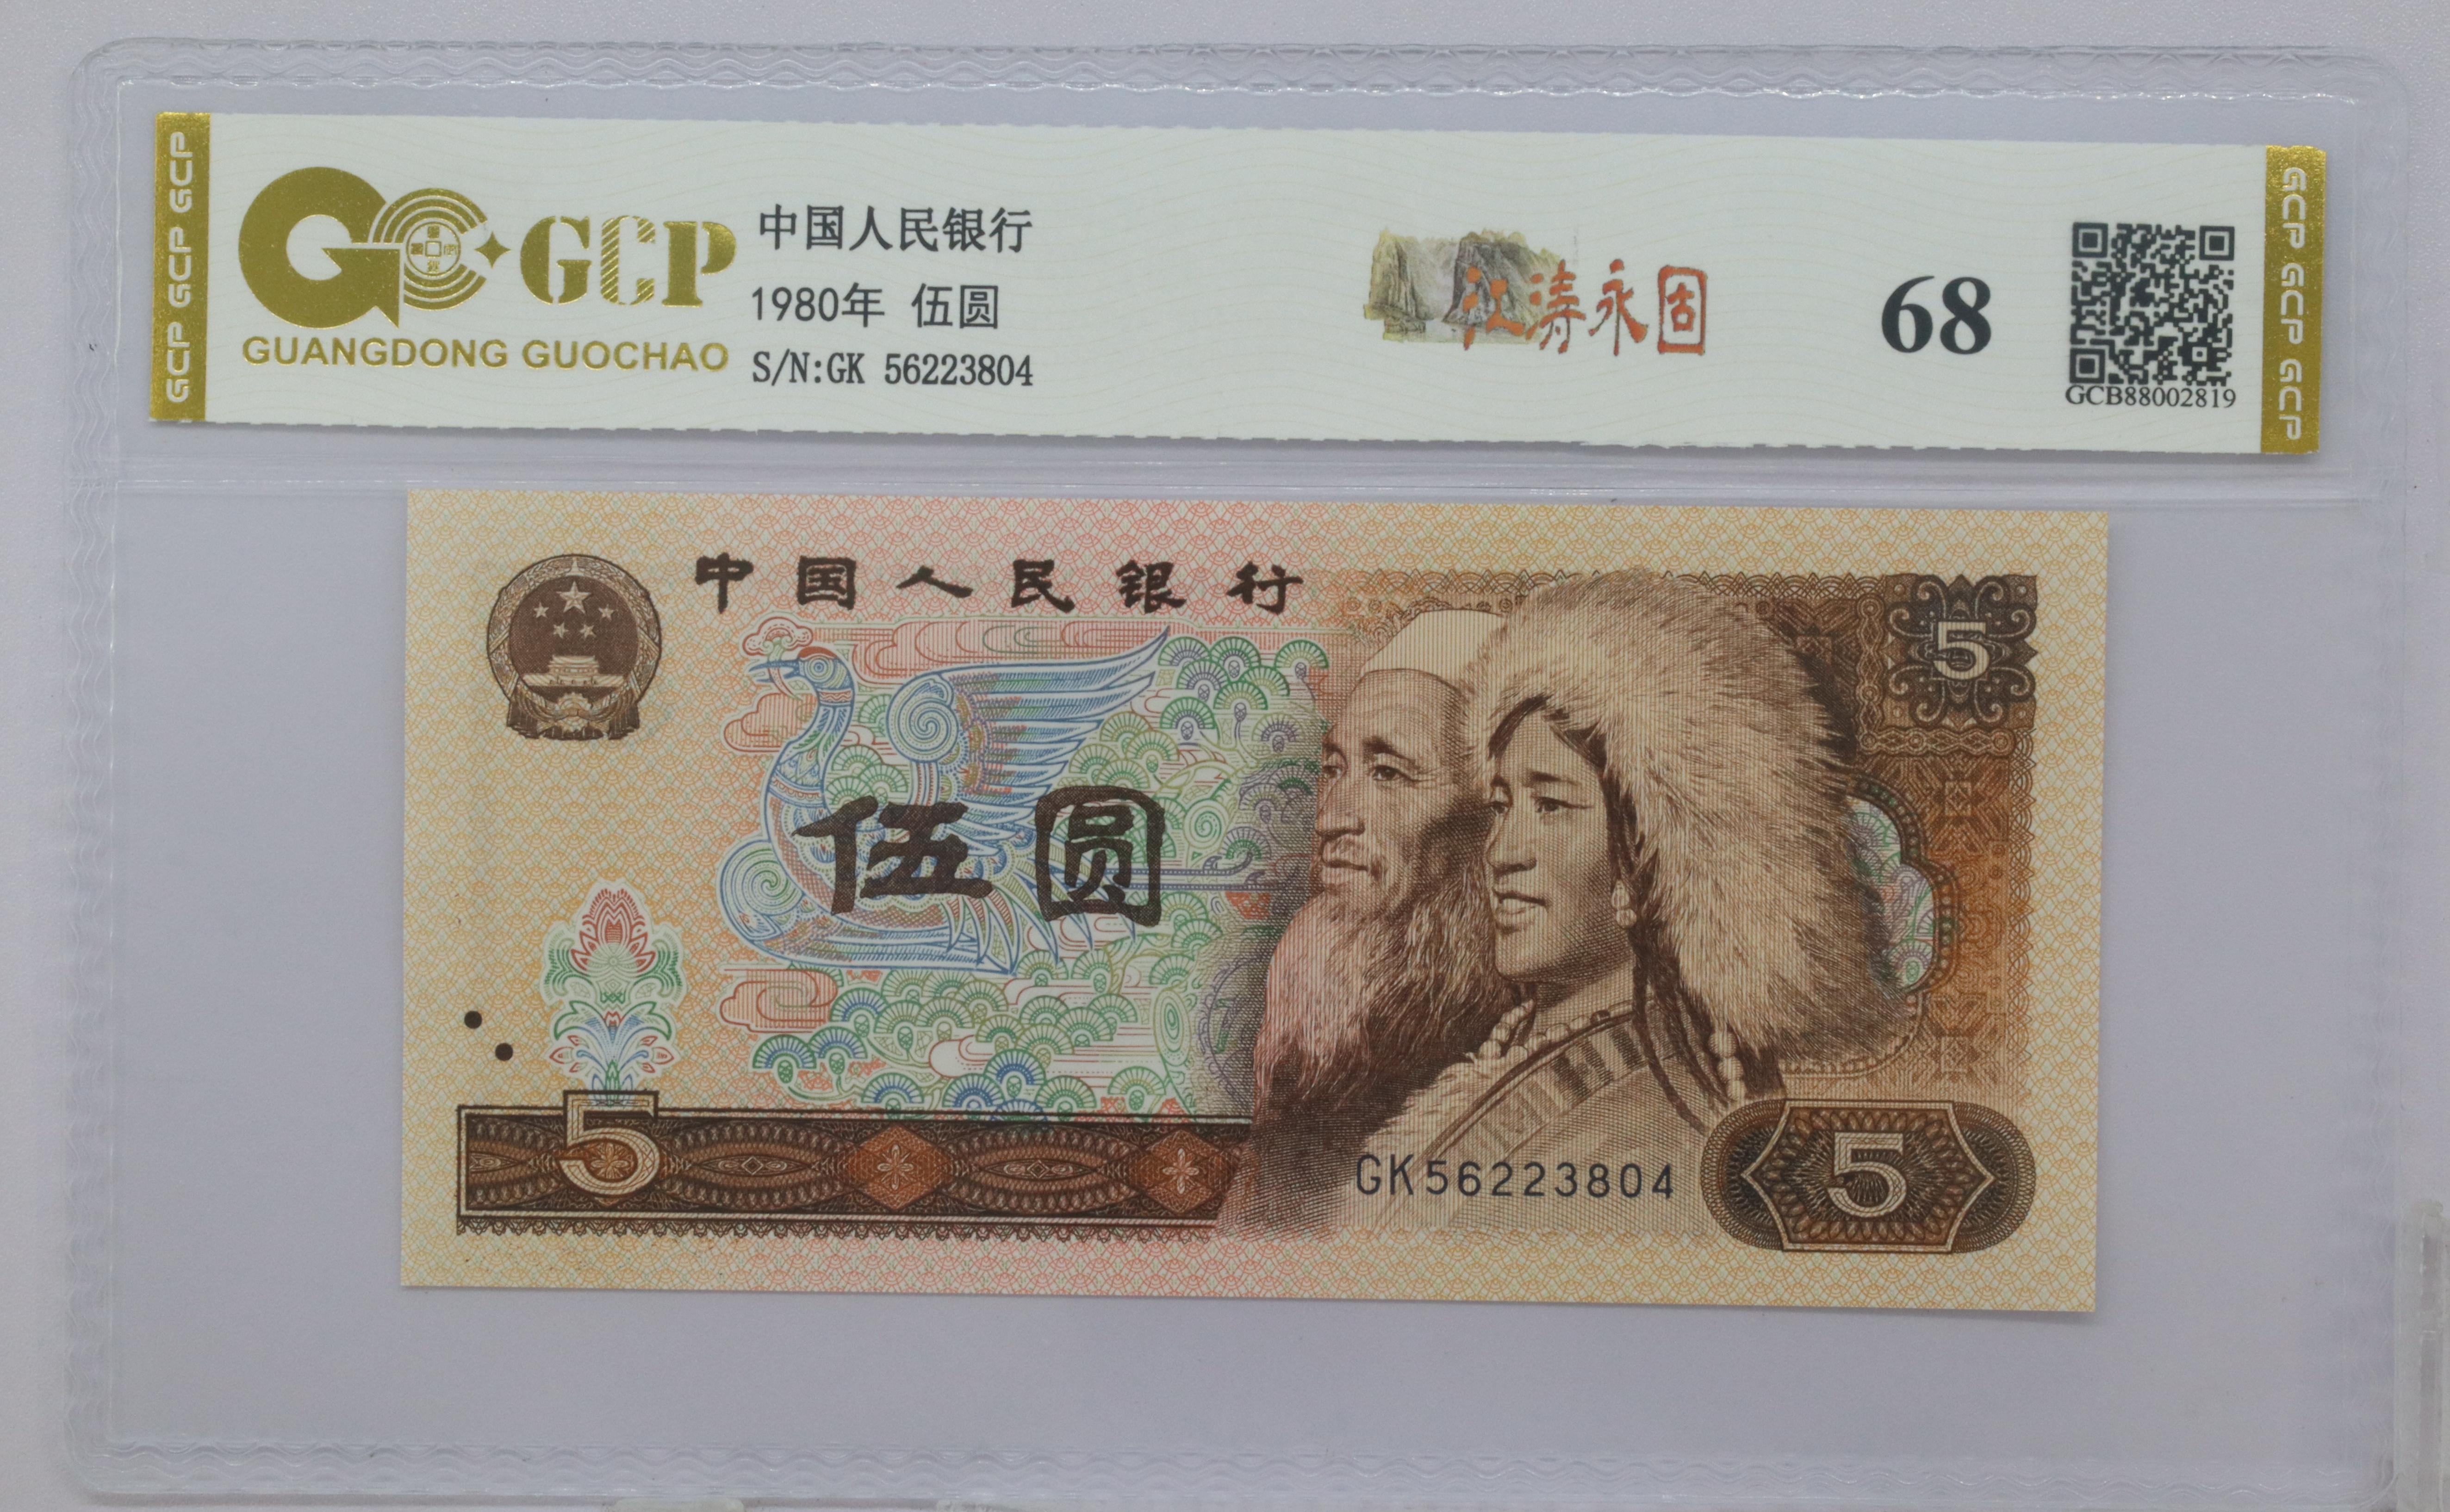 GCP GCP GCP
GCP
GUANGDONG GUOCHAO
中国人民银行
1980年 伍圆
S/N:GK 56223804
江涛永固
68
GCB88002819
GCP GCP GCP
中国人民银行
5
伍圆
5
GK56223804
5